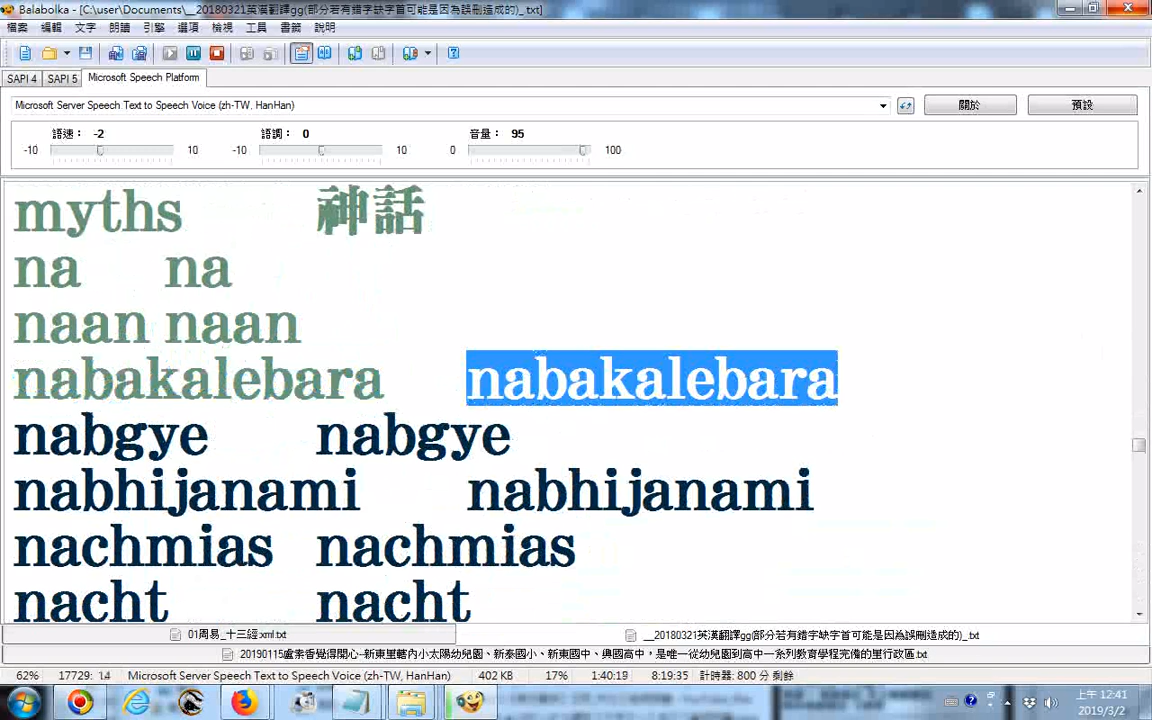 Balabolka - [C:\user\Documents\__20180321英漢翻譯gg(部分若有錯字缺字首可能是因為誤刪造成的)_.txt]
檔案 編輯 文字 朗讀 引擎 選項 檢視 工具 書籤 說明
SAPI 4 SAPI 5 Microsoft Speech Platform
Microsoft Server Speech Text to Speech Voice (zh-TW, HanHan) 關於 預設
語速： -2 語調： 0 音量： 95
-10 10 -10 10 0 100
myths 神話
na na
naan naan
nabakalebara nabakalebara
nabgye nabgye
nabhijanami nabhijanami
nachmias nachmias
nacht nacht
01周易_十三經.xml.txt __20180321英漢翻譯gg(部分若有錯字缺字首可能是因為誤刪造成的)_.txt
20190115盧素香覺得開心--新東里轄內小太陽幼兒園、新泰國小、新東國中、興國高中，是唯一從幼兒園到高中一系列教育學程完備的里行政區.txt
62% 17729: 14 Microsoft Server Speech Text to Speech Voice (zh-TW, HanHan) 402 KB 17% 1:40:19 8:19:35 計時器: 800 分 剩餘
上午 12:41
2019/3/2